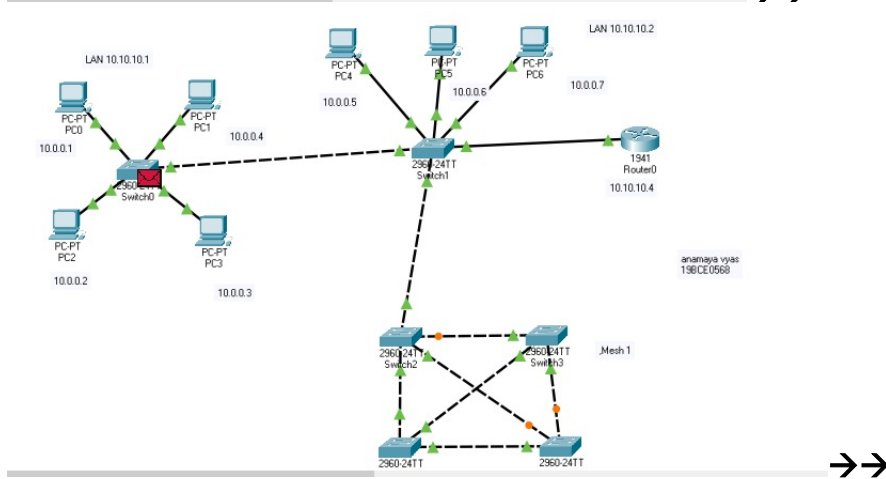 LAN 10.10.10.1
LAN 10.10.10.2
PC-PT
PC4
PC-PT
PC5
PC-PT
PC6
10.0.0.5
10.0.0.6
10.0.0.7
PC-PT
PC0
PC-PT
PC1
10.0.0.1
10.0.0.4
2960-24TT
Switch0
2960-24TT
Switch1
1941
Router0
10.10.10.4
PC-PT
PC2
PC-PT
PC3
10.0.0.2
10.0.0.3
anamaya vyas
19BCE0568
2960-24TT
Switch2
2960-24TT
Switch3
,Mesh 1
2960-24TT
2960-24TT